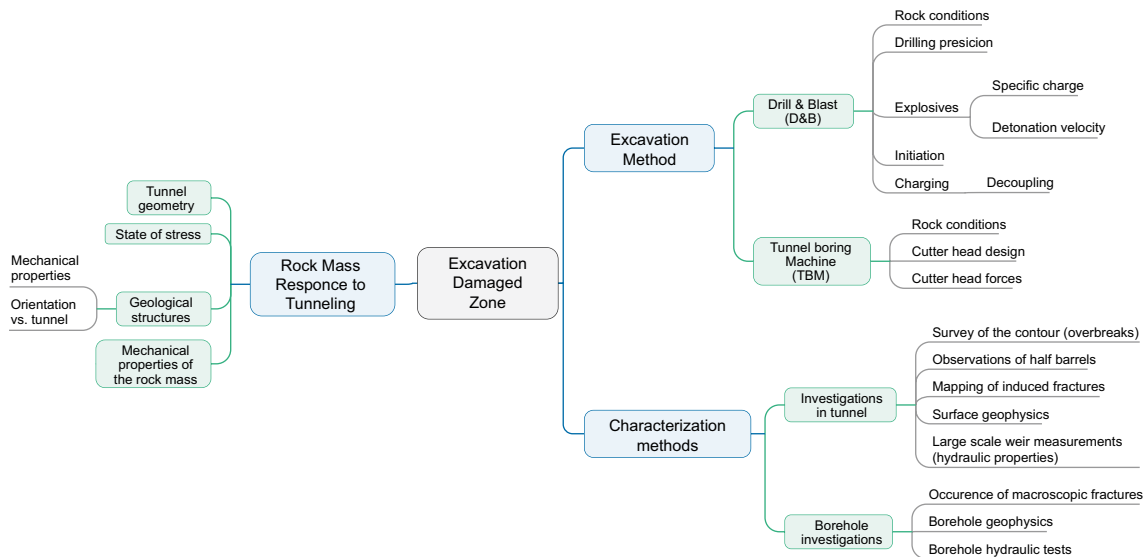 Excavation
Damaged
Zone
Rock Mass
Responce to
Tunneling
Tunnel
geometry
State of stress
Geological
structures
Mechanical
properties
Orientation
vs. tunnel
Mechanical
properties of
the rock mass
Excavation
Method
Drill & Blast
(D&B)
Rock conditions
Drilling presicion
Explosives
Specific charge
Detonation velocity
Initiation
Charging
Decoupling
Tunnel boring
Machine
(TBM)
Rock conditions
Cutter head design
Cutter head forces
Characterization
methods
Investigations
in tunnel
Survey of the contour (overbreaks)
Observations of half barrels
Mapping of induced fractures
Surface geophysics
Large scale weir measurements
(hydraulic properties)
Borehole
investigations
Occurence of macroscopic fractures
Borehole geophysics
Borehole hydraulic tests